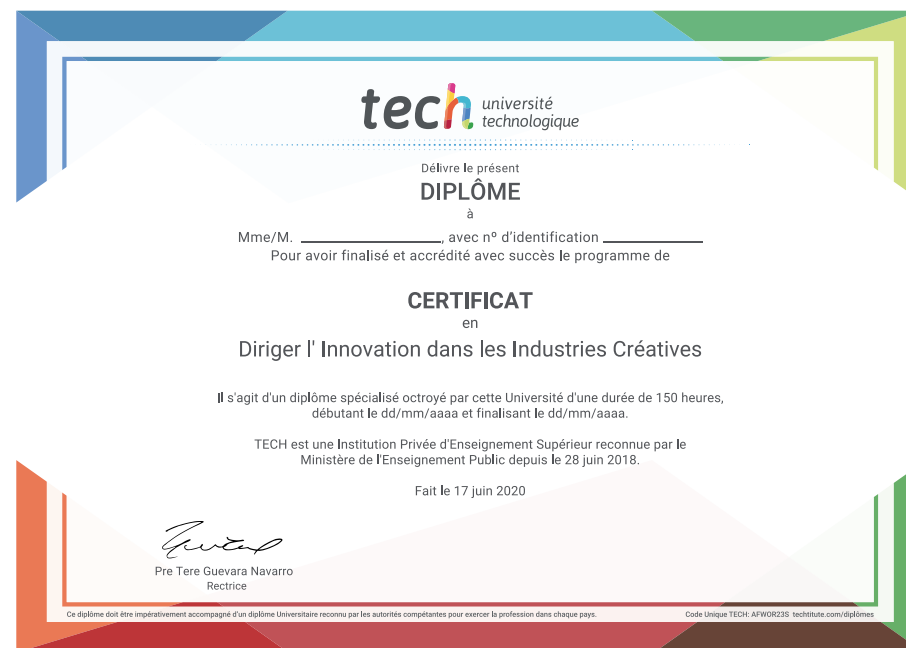 tech université
technologique
Délivre le présent
DIPLÔME
à
Mme/M. ____________________, avec nº d'identification ______________
Pour avoir finalisé et accrédité avec succès le programme de
CERTIFICAT
en
Diriger l' Innovation dans les Industries Créatives
Il s'agit d'un diplôme spécialisé octroyé par cette Université d'une durée de 150 heures,
débutant le dd/mm/aaaa et finalisant le dd/mm/aaaa.
TECH est une Institution Privée d'Enseignement Supérieur reconnue par le
Ministère de l'Enseignement Public depuis le 28 juin 2018.
Fait le 17 juin 2020
Pre Tere Guevara Navarro
Rectrice
Ce diplôme doit être impérativement accompagné d'un diplôme Universitaire reconnu par les autorités compétentes pour exercer la profession dans chaque pays. Code Unique TECH: AFWOR23S techtitute.com/diplômes